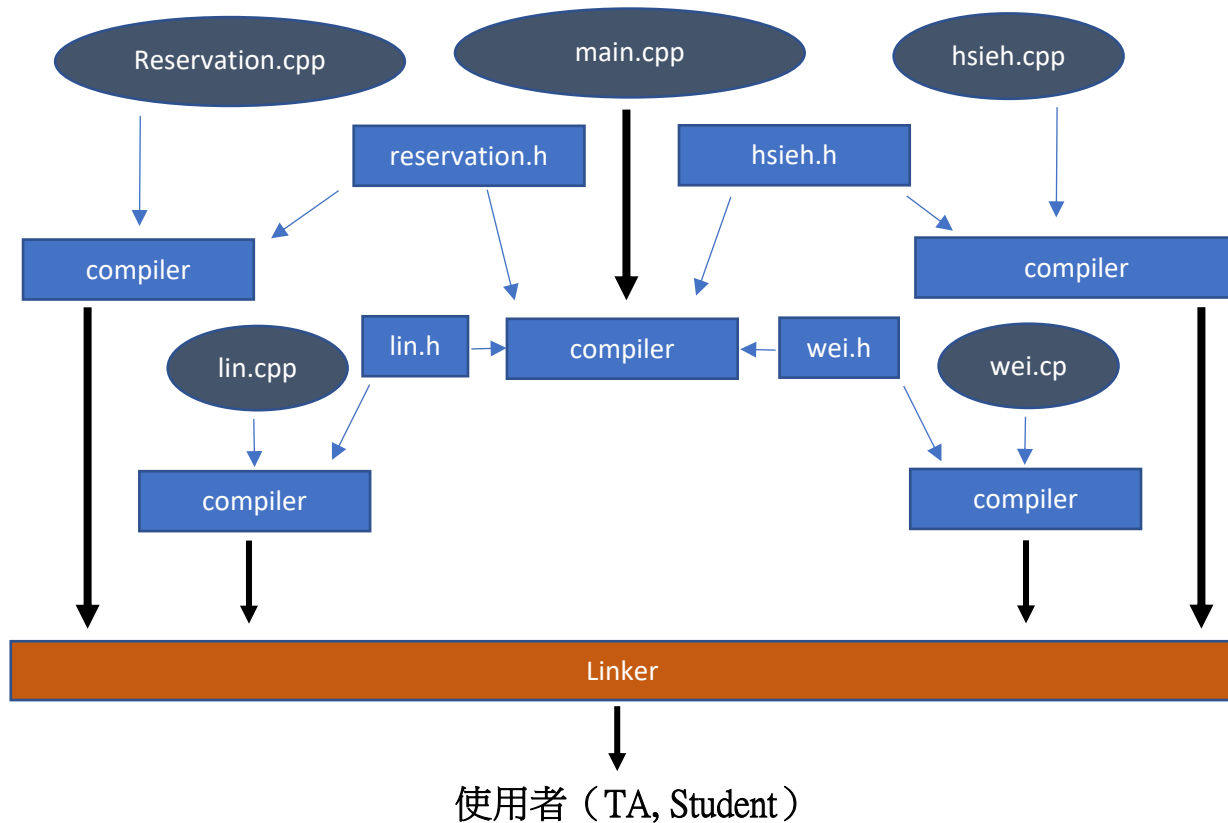 Reservation.cpp
main.cpp
hsieh.cpp
reservation.h
hsieh.h
compiler
compiler
lin.h
compiler
wei.h
lin.cpp
wei.cp
compiler
compiler
Linker
使用者（TA, Student）